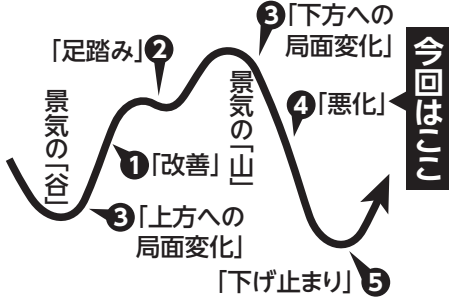 ❸「下方への
局面変化」
「足踏み」❷
今回はここ
景気の「山」
❹「悪化」
景気の「谷」
❶「改善」
❸「上方への
局面変化」
「下げ止まり」❺